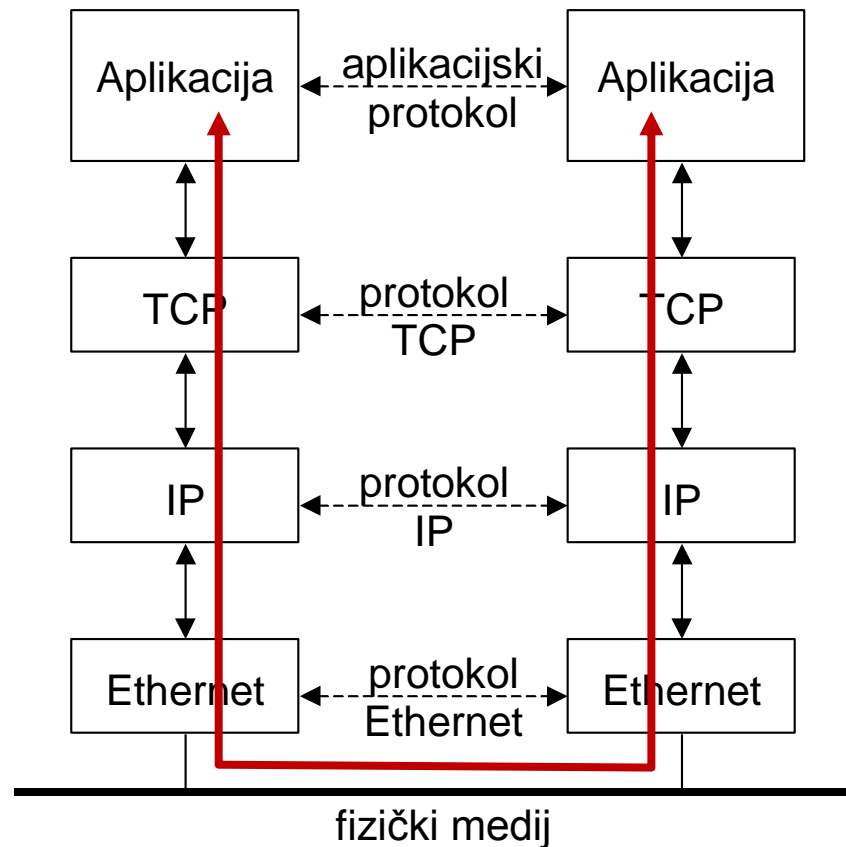 Aplikacija
aplikacijski
protokol
Aplikacija
TCP
protokol
TCP
TCP
IP
protokol
IP
IP
Ethernet
protokol
Ethernet
Ethernet
fizički medij